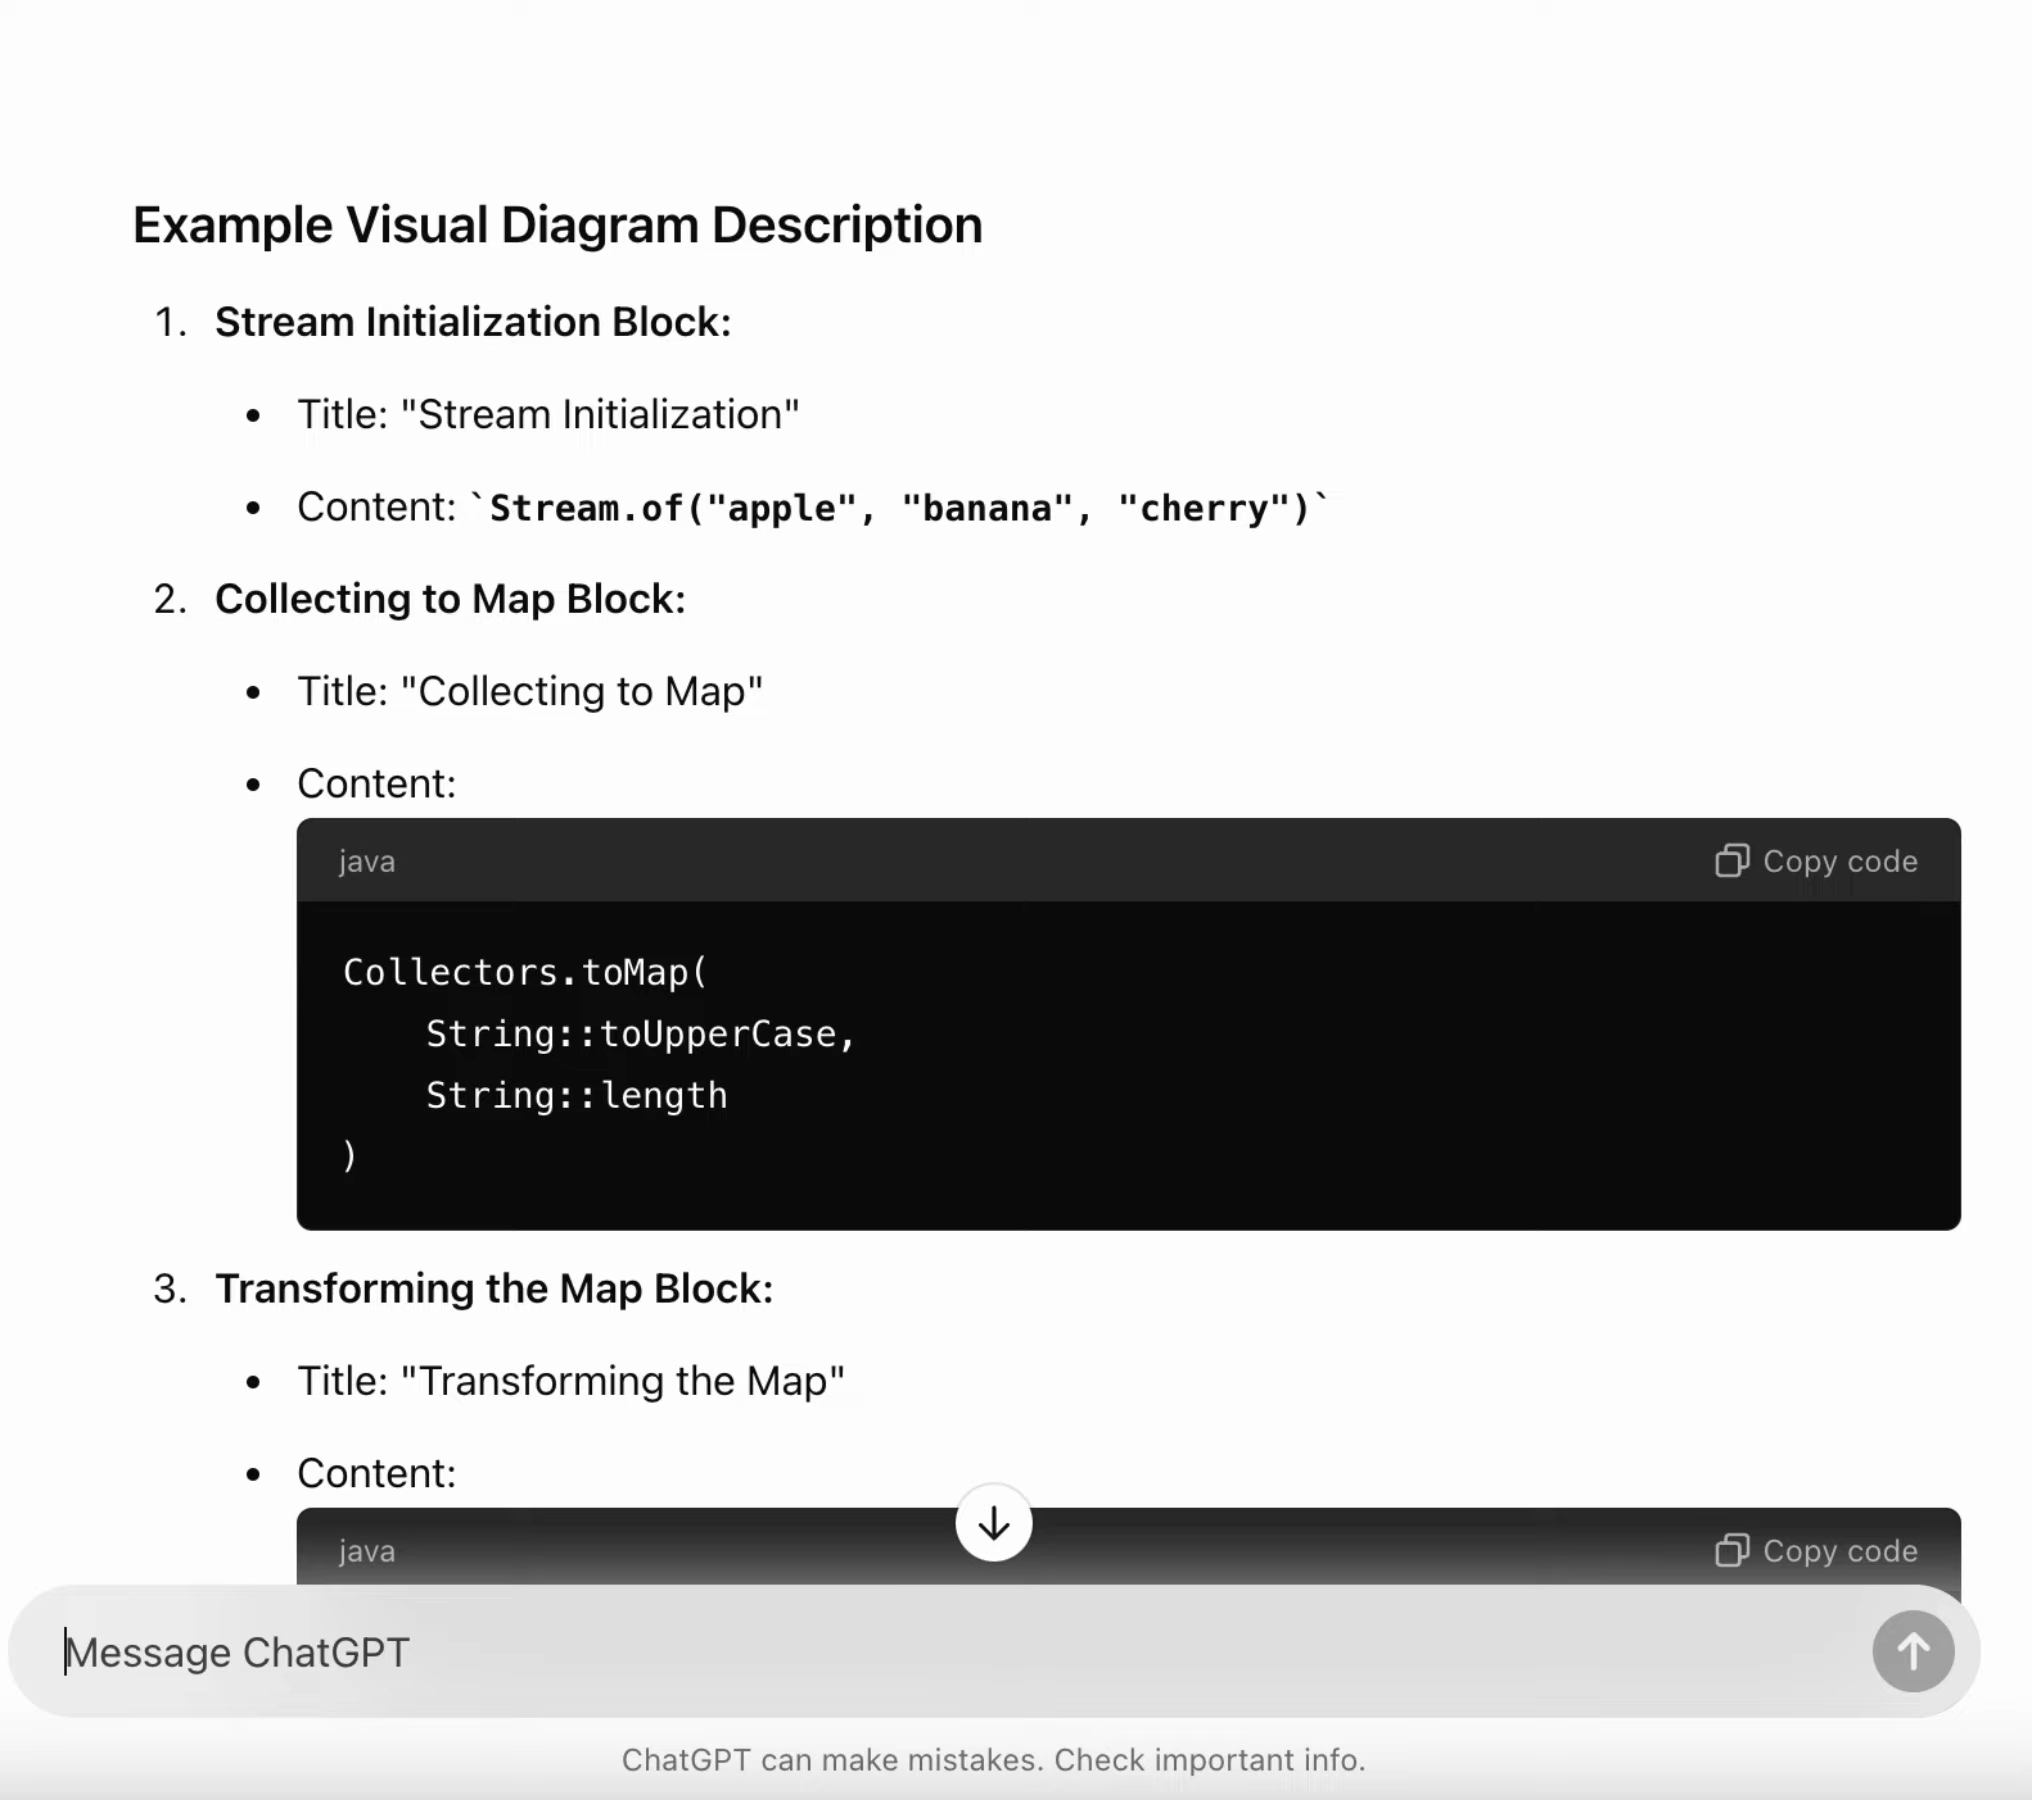 Example Visual Diagram Description
1. Stream Initialization Block:
• Title: "Stream Initialization"
• Content: `Stream.of("apple", "banana", "cherry")`
2. Collecting to Map Block:
• Title: "Collecting to Map"
• Content:
java Copy code
Collectors.toMap(
    String::toUpperCase,
    String::length
)
3. Transforming the Map Block:
• Title: "Transforming the Map"
• Content:
java Copy code
Message ChatGPT
ChatGPT can make mistakes. Check important info.